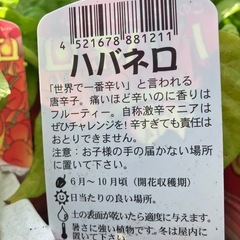 4 521678 881211
ハバネロ
「世界で一番辛い」と言われる
唐辛子。痛いほど辛いのに香りは
フルーティー。自称激辛マニアは
ぜひチャレンジを!辛すぎても責任は
おとりできません。
注意:お子様の手の届かない場所
に置いて下さい。
6月~10月頃(開花収穫期)
日当たりの良い場所。
土の表面が乾いたら適度に与えます。
暑さに強い植物です。冬は屋内に
置いて下さい